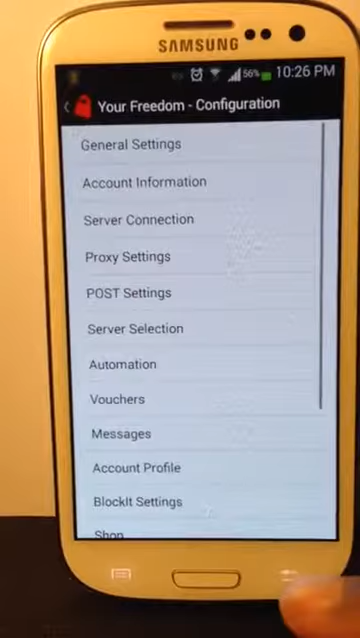 SAMSUNG
56% 10:26 PM
Your Freedom - Configuration
General Settings
Account Information
Server Connection
Proxy Settings
POST Settings
Server Selection
Automation
Vouchers
Messages
Account Profile
BlockIt Settings
Shop